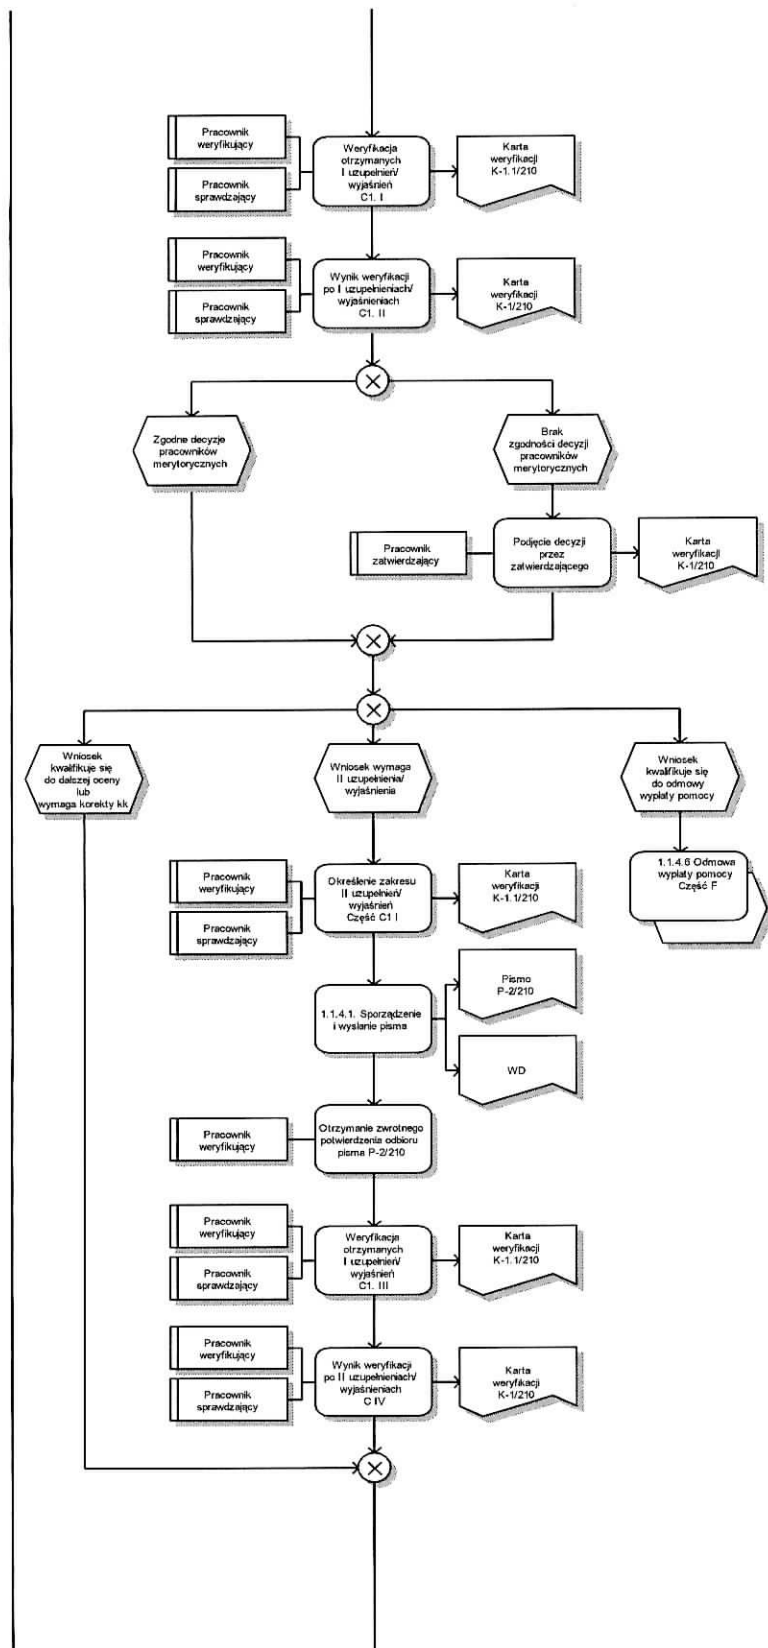 Pracownik
weryfikujący
Pracownik
sprawdzający
Weryfikacja
otrzymanych
I uzupełnień/
wyjaśnień
C1. I
Karta
weryfikacji
K-1.1/210
Pracownik
weryfikujący
Pracownik
sprawdzający
Wynik weryfikacji
po I uzupełnieniach/
wyjaśnieniach
C1. II
Karta
weryfikacji
K-1/210
Zgodne decyzje
pracowników
merytorycznych
Brak
zgodności decyzji
pracowników
merytorycznych
Pracownik
zatwierdzający
Podjęcie decyzji
przez
zatwierdzającego
Karta
weryfikacji
K-1/210
Wniosek
kwalifikuje się
do dalszej oceny
lub
wymaga korekty kk
Wniosek wymaga
II uzupełnienia/
wyjaśnienia
Wniosek
kwalifikuje się
do odmowy
wypłaty pomocy
Pracownik
weryfikujący
Pracownik
sprawdzający
Określenie zakresu
II uzupełnień/
wyjaśnień
Część C1 I
Karta
weryfikacji
K-1.1/210
1.1.4.6 Odmowa
wypłaty pomocy
Część F
1.1.4.1. Sporządzenie
i wysłanie pisma
Pismo
P-2/210
WD
Pracownik
weryfikujący
Otrzymanie zwrotnego
potwierdzenia odbioru
pisma P-2/210
Pracownik
weryfikujący
Pracownik
sprawdzający
Weryfikacja
otrzymanych
I uzupełnień/
wyjaśnień
C1. III
Karta
weryfikacji
K-1.1/210
Pracownik
weryfikujący
Pracownik
sprawdzający
Wynik weryfikacji
po II uzupełnieniach/
wyjaśnieniach
C IV
Karta
weryfikacji
K-1/210